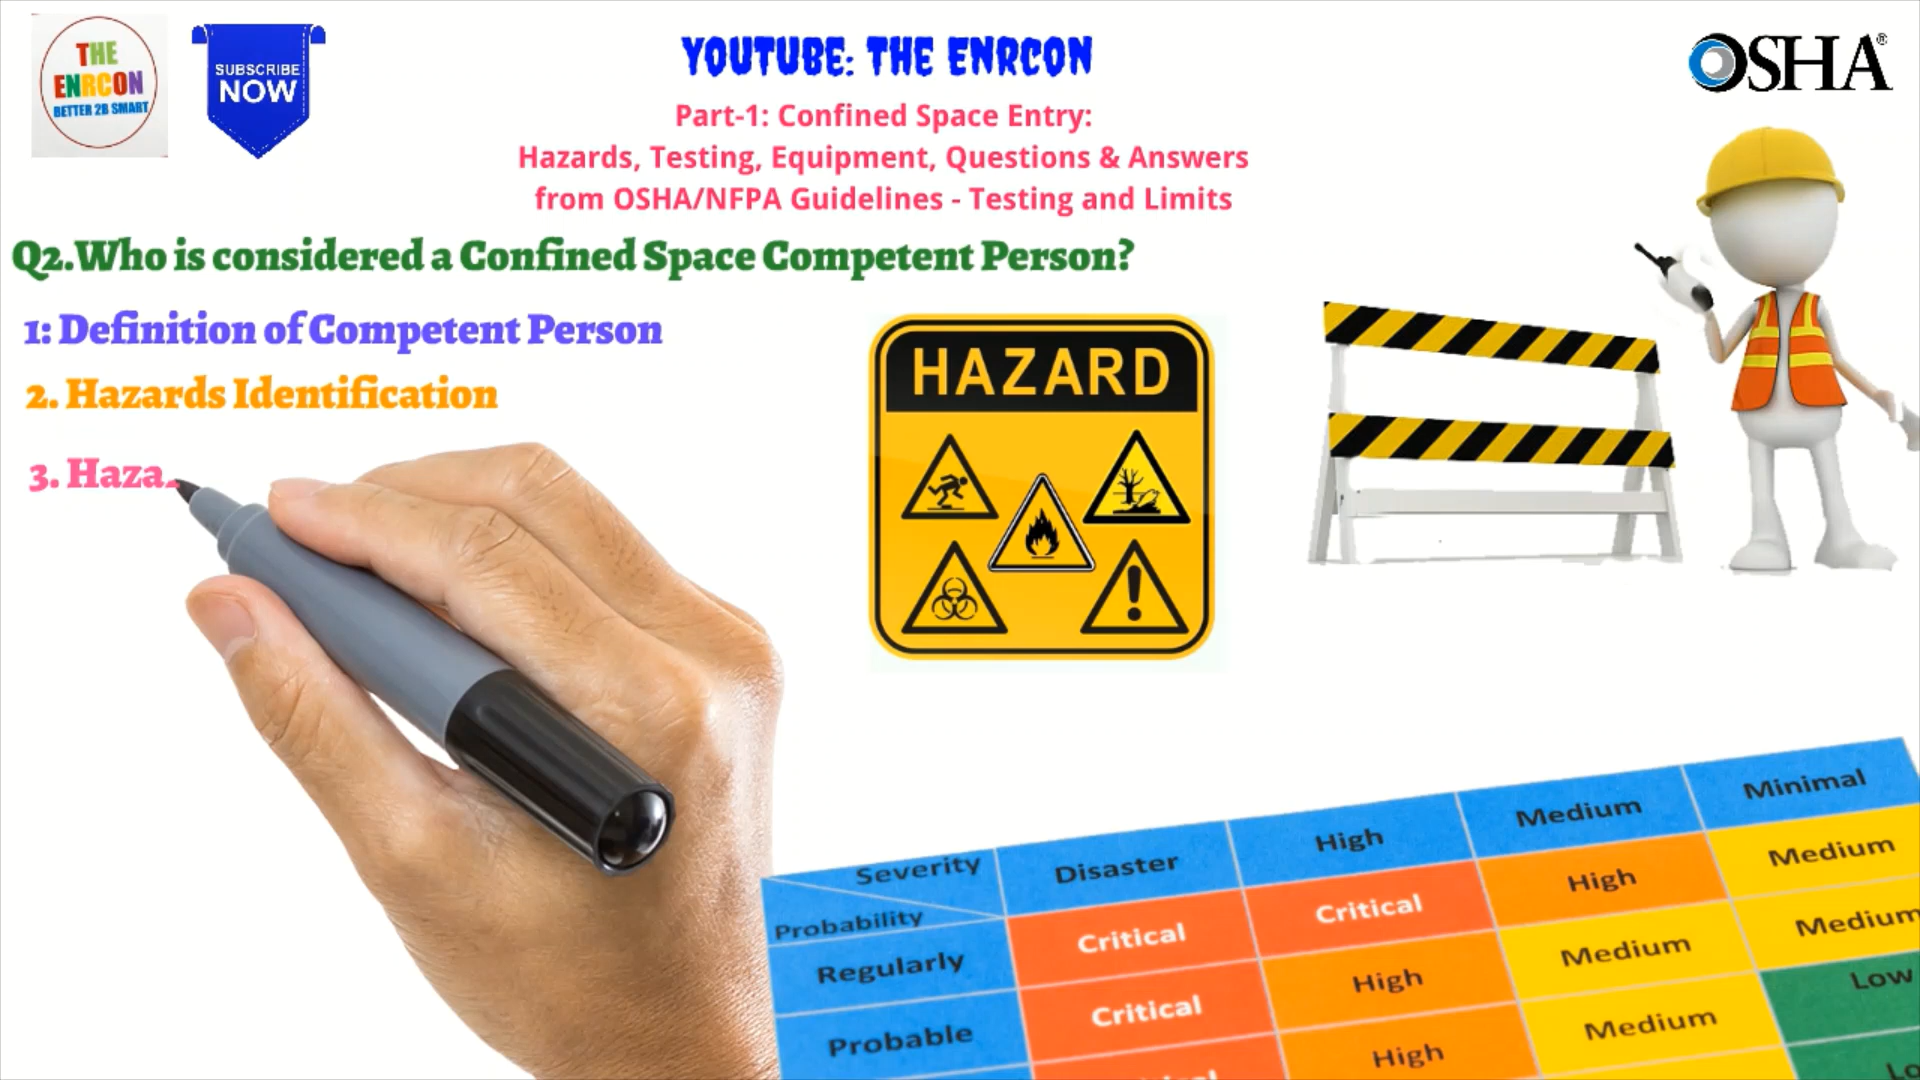 THE
ENRCON
BETTER 2B SMART
SUBSCRIBE
NOW
YOUTUBE: THE ENRCON
OSHA®
Part-1: Confined Space Entry:
Hazards, Testing, Equipment, Questions & Answers
from OSHA/NFPA Guidelines - Testing and Limits
Q2.Who is considered a Confined Space Competent Person?
1: Definition of Competent Person
2. Hazards Identification
3. Haza
HAZARD
Severity Disaster High Medium Minimal
Probability
Regularly Critical Critical High Medium
Probable Critical High Medium Medium
High Medium Low